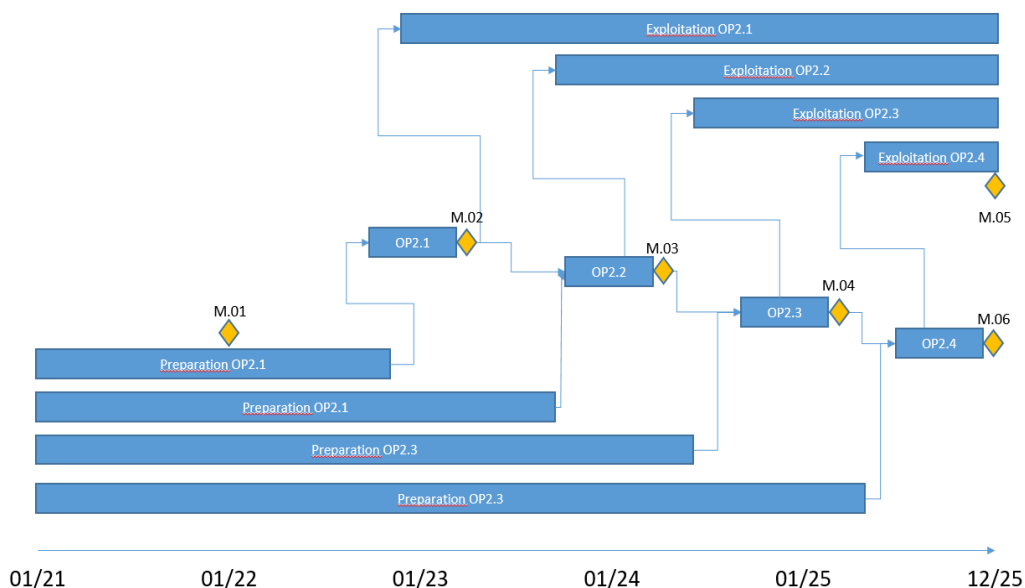 Exploitation OP2.1
Exploitation OP2.2
Exploitation OP2.3
Exploitation OP2.4
M.05
M.02
OP2.1
M.03
OP2.2
M.04
OP2.3
M.06
OP2.4
M.01
Preparation OP2.1
Preparation OP2.1
Preparation OP2.3
Preparation OP2.3
01/21 01/22 01/23 01/24 01/25 12/25